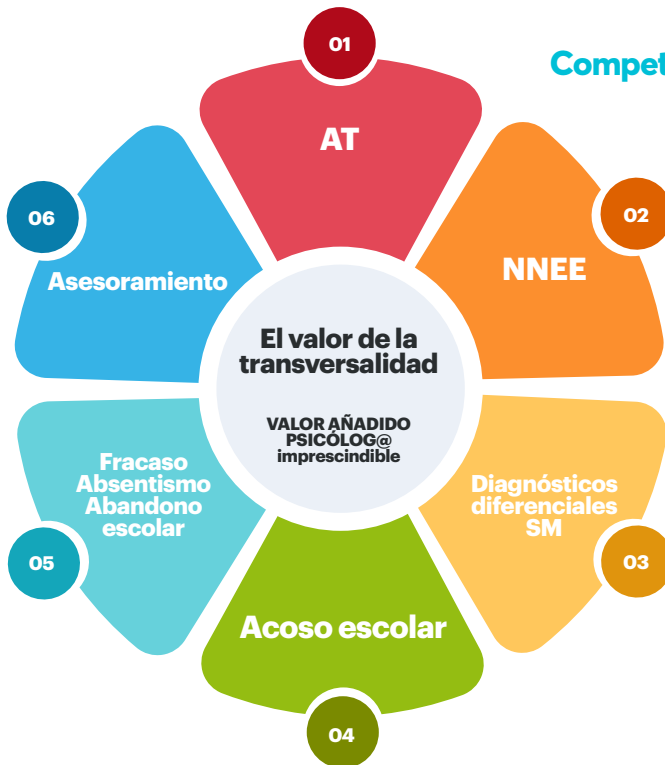 01
Compet
AT
06
02
NNEE
Asesoramiento
El valor de la
transversalidad
VALOR AÑADIDO
PSICÓLOG@
imprescindible
Fracaso
Absentismo
Abandono
escolar
Diagnósticos
diferenciales
SM
05
03
Acoso escolar
04